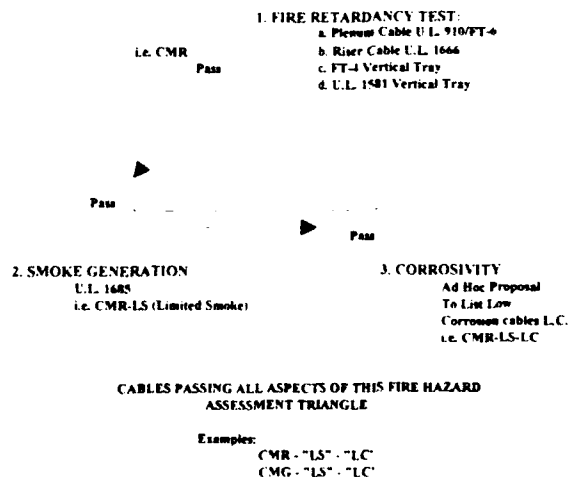 1. FIRE RETARDANCY TEST:
a. Plenum Cable U.L. 910/FT-6
b. Riser Cable U.L. 1666
c. FT-4 Vertical Tray
d. U.L. 1581 Vertical Tray
i.e. CMR
Pass
Pass
Pass
2. SMOKE GENERATION
U.L. 1685
i.e. CMR-LS (Limited Smoke)
3. CORROSIVITY
Ad Hoc Proposal
To List Low
Corrosion cables L.C.
i.e. CMR-LS-LC
CABLES PASSING ALL ASPECTS OF THIS FIRE HAZARD
ASSESSMENT TRIANGLE
Examples:
CMR - "LS" - "LC"
CMG - "LS" - "LC"